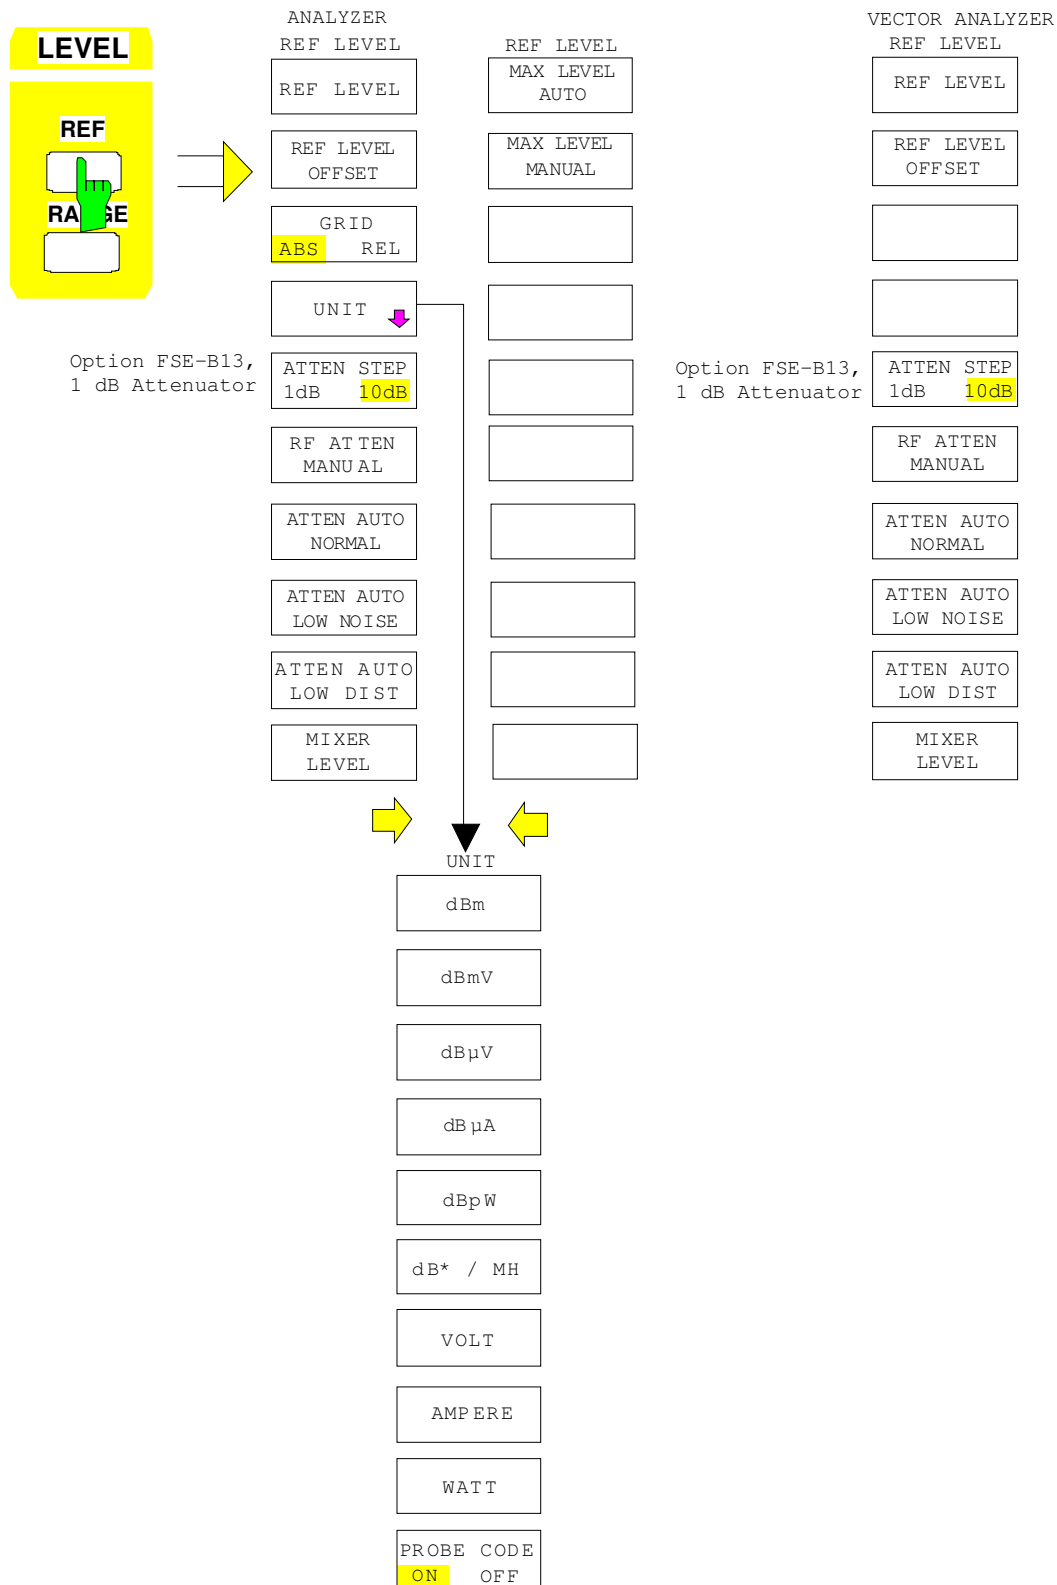 LEVEL
REF
RANGE
ANALYZER
REF LEVEL
REF LEVEL
REF LEVEL
OFFSET
GRID
ABS REL
UNIT
Option FSE-B13,
1 dB Attenuator
ATTEN STEP
1dB 10dB
RF ATTEN
MANUAL
ATTEN AUTO
NORMAL
ATTEN AUTO
LOW NOISE
ATTEN AUTO
LOW DIST
MIXER
LEVEL
REF LEVEL
MAX LEVEL
AUTO
MAX LEVEL
MANUAL
VECTOR ANALYZER
REF LEVEL
REF LEVEL
REF LEVEL
OFFSET
Option FSE-B13,
1 dB Attenuator
ATTEN STEP
1dB 10dB
RF ATTEN
MANUAL
ATTEN AUTO
NORMAL
ATTEN AUTO
LOW NOISE
ATTEN AUTO
LOW DIST
MIXER
LEVEL
UNIT
dBm
dBmV
dBµV
dBµA
dBpW
dB* / MH
VOLT
AMPERE
WATT
PROBE CODE
ON OFF